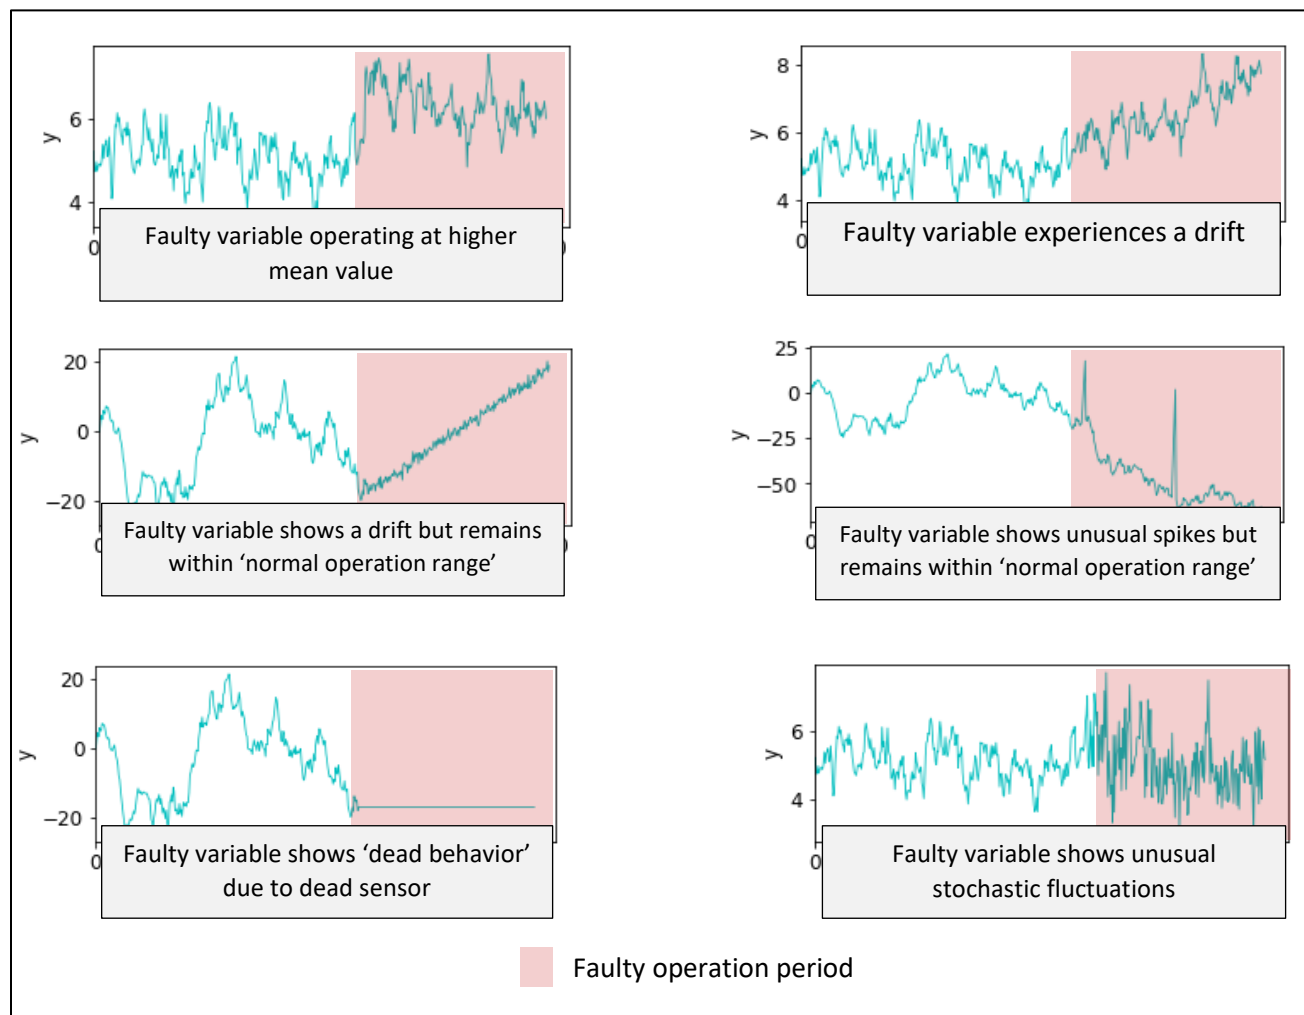 6
4
y
0
Faulty variable operating at higher
mean value
8
6
4
y
0
0
Faulty variable experiences a drift
20
0
−20
y
0
0
Faulty variable shows a drift but remains
within ‘normal operation range’
25
0
−25
−50
y
0
Faulty variable shows unusual spikes but
remains within ‘normal operation range’
20
0
−20
y
0
Faulty variable shows ‘dead behavior’
due to dead sensor
6
4
y
0
Faulty variable shows unusual
stochastic fluctuations
Faulty operation period